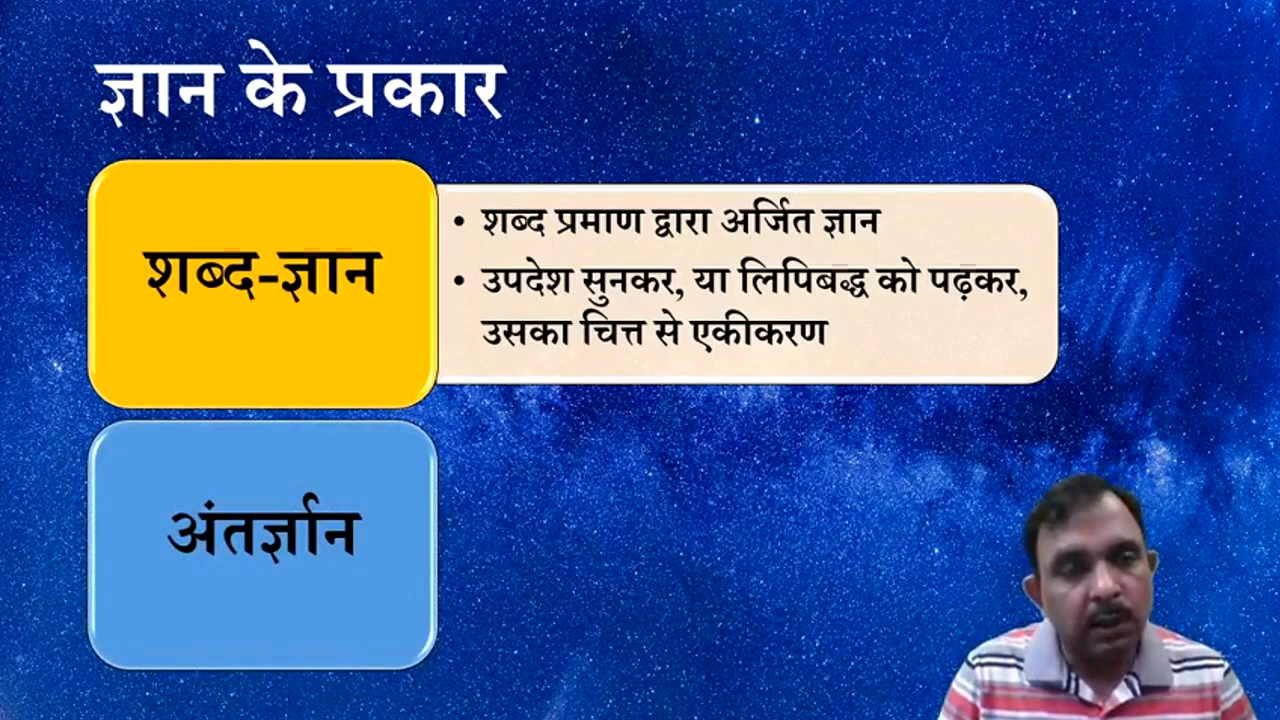 ज्ञान के प्रकार
शब्द-ज्ञान
• शब्द प्रमाण द्वारा अर्जित ज्ञान
• उपदेश सुनकर, या लिपिबद्ध को पढ़कर,
उसका चित्त से एकीकरण
अंतर्ज्ञान